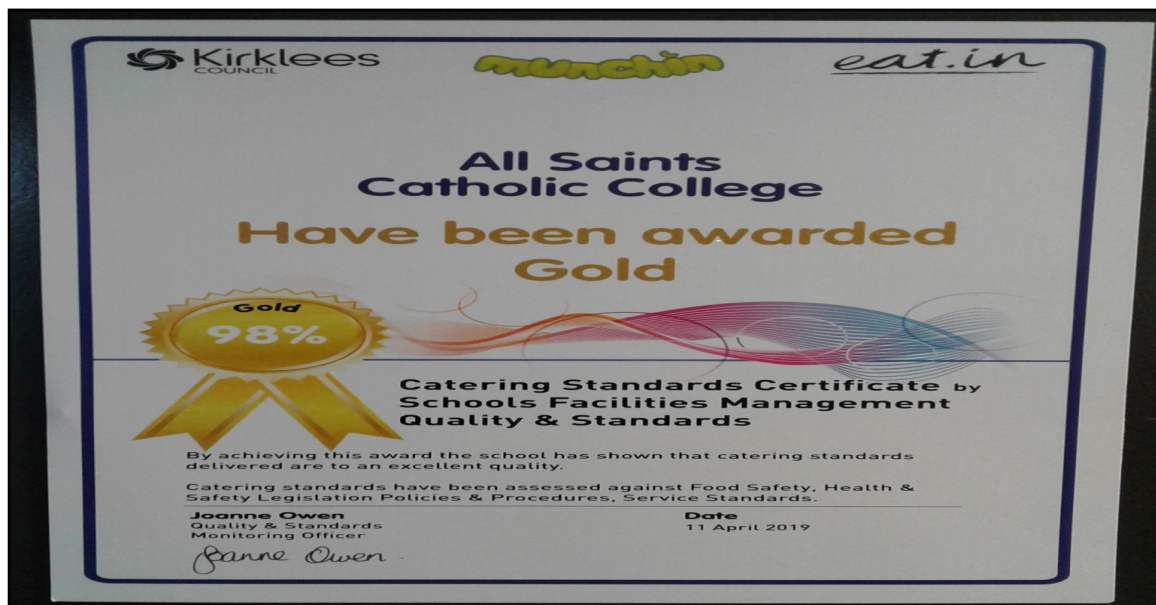 Kirklees
COUNCIL
munchin
eat.in
All Saints
Catholic College
Have been awarded
Gold
Gold
98%
Catering Standards Certificate by
Schools Facilities Management
Quality & Standards
By achieving this award the school has shown that catering standards
delivered are to an excellent quality.
Catering standards have been assessed against Food Safety, Health &
Safety Legislation Policies & Procedures, Service Standards.
Joanne Owen
Quality & Standards
Monitoring Officer
Joanne Owen
Date
11 April 2019